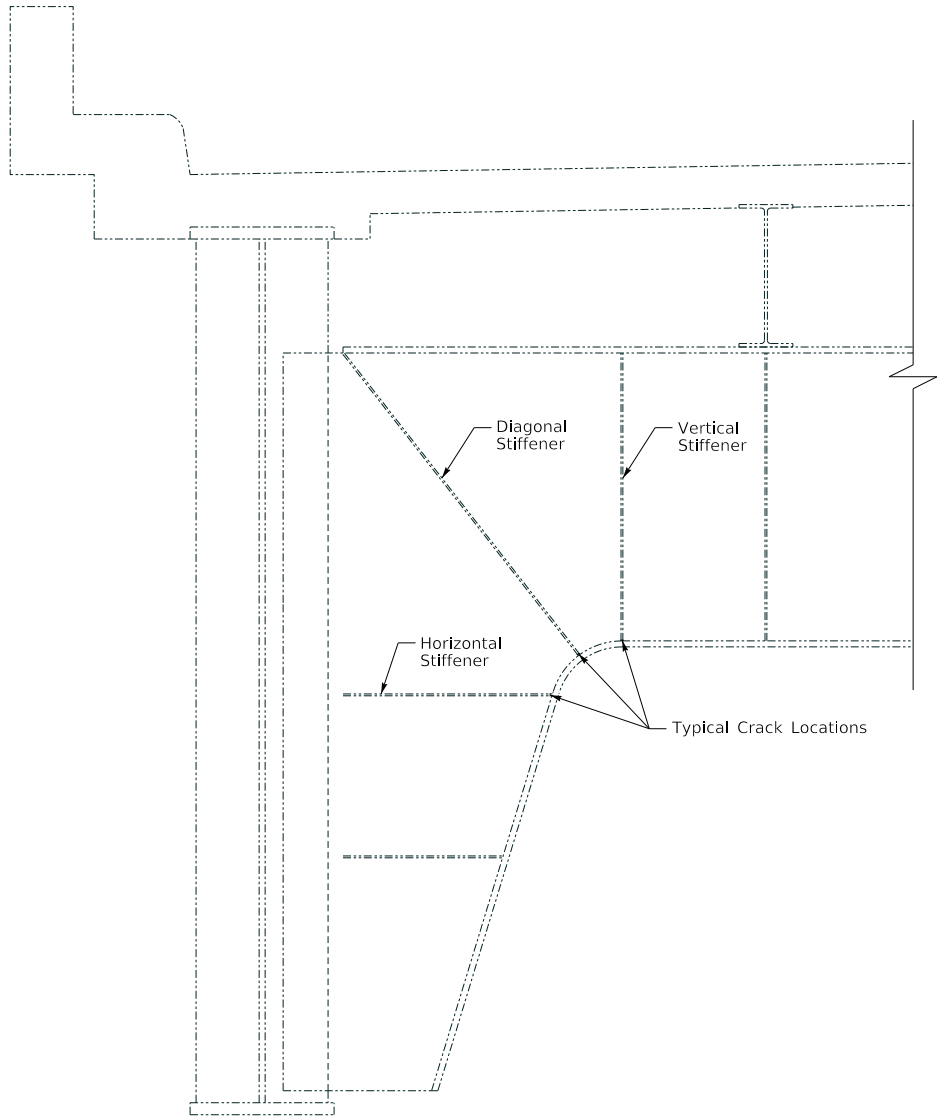 Diagonal
Stiffener
Vertical
Stiffener
Horizontal
Stiffener
Typical Crack Locations